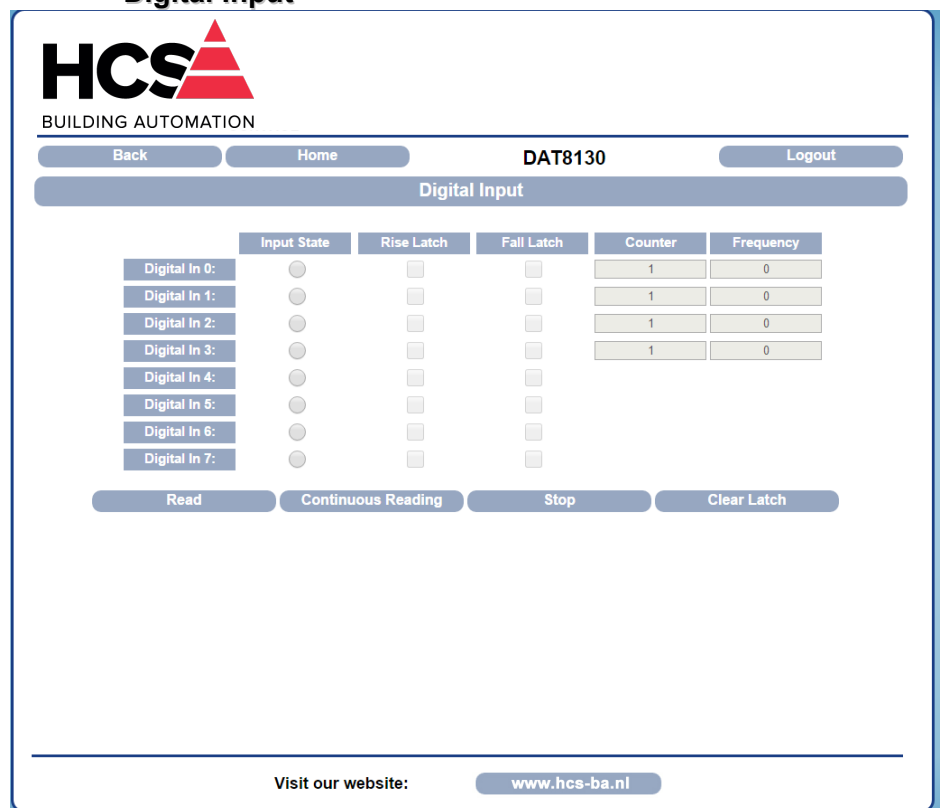 Digital Input
HCS
BUILDING AUTOMATION
Back Home DAT8130 Logout
Digital Input
Input State Rise Latch Fall Latch Counter Frequency
Digital In 0: 1 0
Digital In 1: 1 0
Digital In 2: 1 0
Digital In 3: 1 0
Digital In 4:
Digital In 5:
Digital In 6:
Digital In 7:
Read Continuous Reading Stop Clear Latch
Visit our website: www.hcs-ba.nl